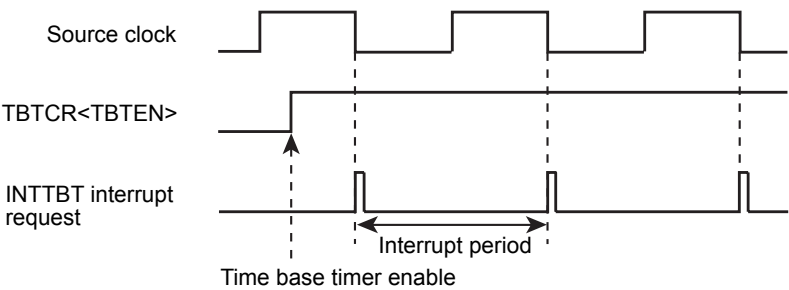 Source clock
TBTCR<TBTEN>
INTTBT interrupt
request
Interrupt period
Time base timer enable